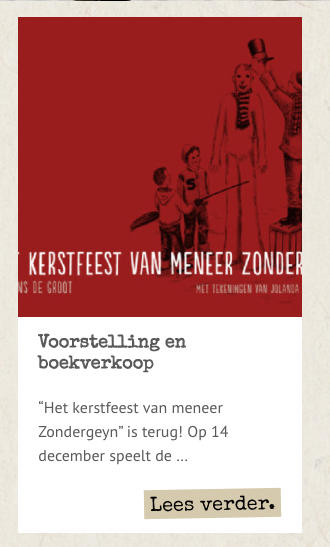 KERSTFEEST VAN MENEER ZONDER
NS DE GROOT
MET TEKENINGEN VAN JOLANDA
Voorstelling en
boekverkoop
“Het kerstfeest van meneer
Zondergeyn” is terug! Op 14
december speelt de ...
Lees verder.